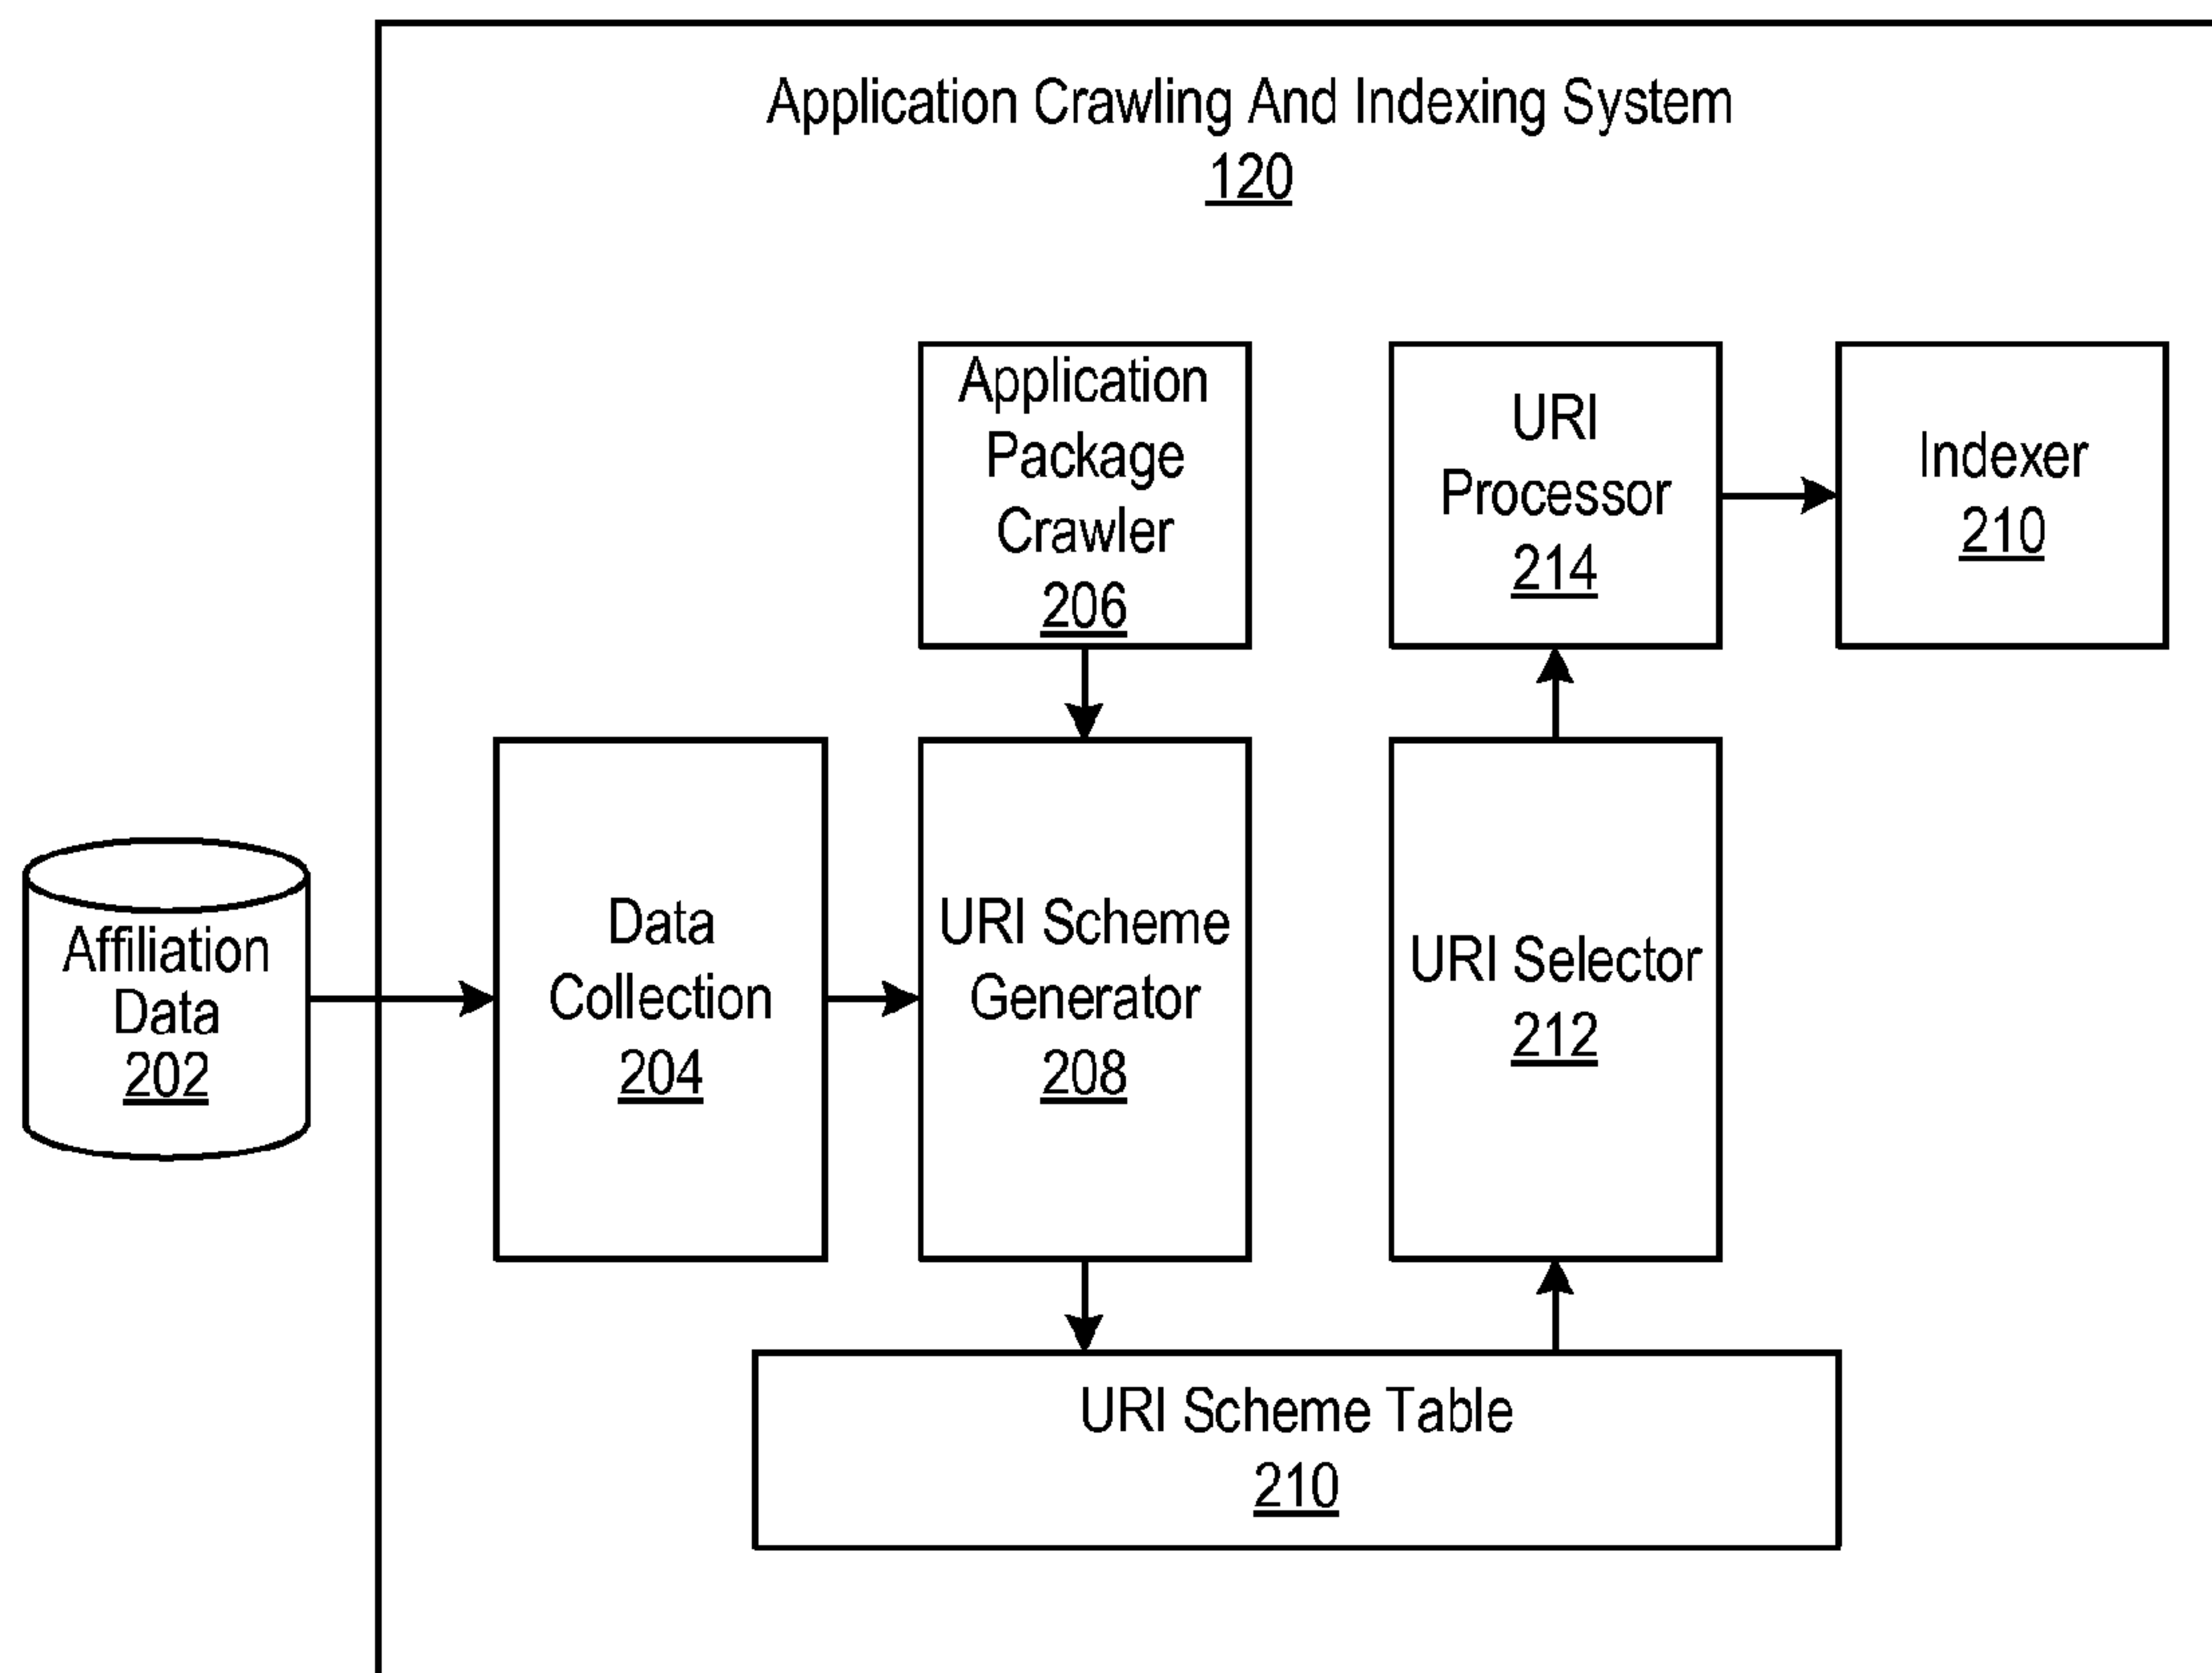 Application Crawling And Indexing System
120
Application
Package
Crawler
206
URI
Processor
214
Indexer
210
Affiliation
Data
202
Data
Collection
204
URI Scheme
Generator
208
URI Selector
212
URI Scheme Table
210